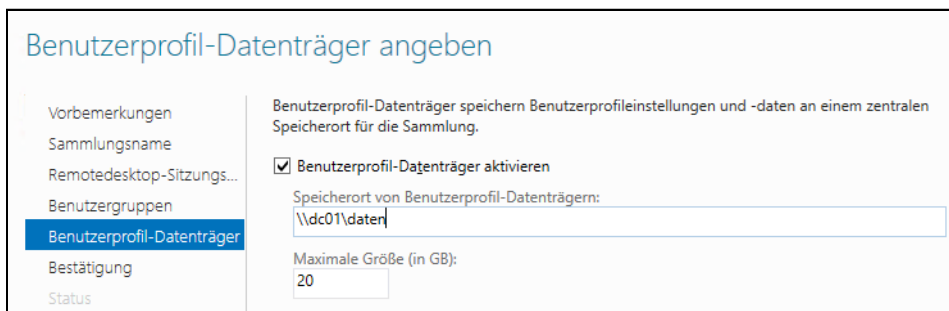 Benutzerprofil-Datenträger angeben
Vorbemerkungen
Sammlungsname
Remotedesktop-Sitzungs...
Benutzergruppen
Benutzerprofil-Datenträger
Bestätigung
Status
Benutzerprofil-Datenträger speichern Benutzerprofileinstellungen und -daten an einem zentralen
Speicherort für die Sammlung.
Benutzerprofil-Datenträger aktivieren
Speicherort von Benutzerprofil-Datenträgern:
\\dc01\daten
Maximale Größe (in GB):
20